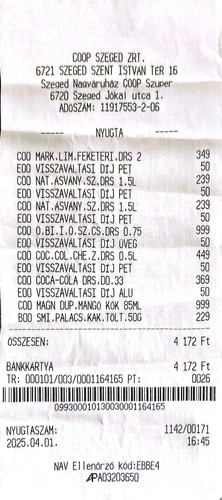 COOP SZEGED ZRT.
6721 SZEGED SZENT ISTVÁN TÉR 16
Szeged Nagyáruház COOP Szuper
6720 Szeged Jókai utca 1.
ADÓSZÁM: 11917553-2-06
----- NYUGTA -----
C00 MARK.LIM.FEKETERI.DRS 2 349
E00 VISSZAVÁLTÁSI DÍJ PET 50
C00 NAT.ÁSVÁNY.SZ.DRS 1.5L 239
E00 VISSZAVÁLTÁSI DÍJ PET 50
C00 NAT.ÁSVÁNY.SZ.DRS 1.5L 239
E00 VISSZAVÁLTÁSI DÍJ PET 50
C00 O.BI.I.O.SZ.CS.DRS 0.75 999
E00 VISSZAVÁLTÁSI DÍJ ÜVEG 50
C00 COC.COL.CHE.Z.DRS 0.5L 449
E00 VISSZAVÁLTÁSI DÍJ PET 50
C00 COCA-COLA DRS.DO.33 369
E00 VISSZAVÁLTÁSI DÍJ ALU 50
C00 MAGN DUP.MANGO KÓK 85ML 999
B00 SMI.PALACS.KAK.TÖLT.50G 229
ÖSSZESEN: 4 172 Ft
BANKKÁRTYA 4 172 Ft
TR: 000101/003/0001164165 PT: 0026
09930001013000300001164165
NYUGTASZÁM: 1142/00171
2025.04.01. 16:45
NAV Ellenőrző kód:EBBE4
AP A03203650